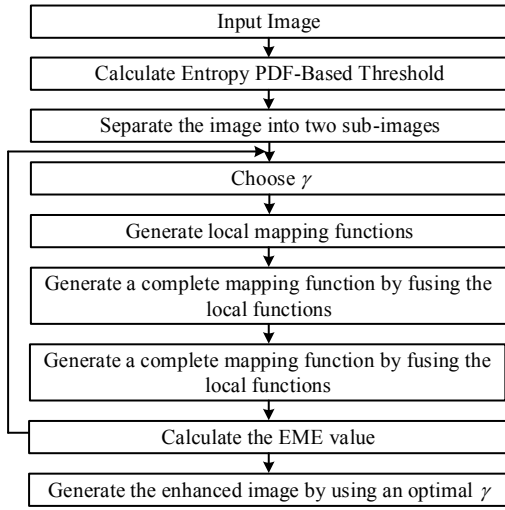 Input Image
Calculate Entropy PDF-Based Threshold
Separate the image into two sub-images
Choose γ
Generate local mapping functions
Generate a complete mapping function by fusing the
local functions
Generate a complete mapping function by fusing the
local functions
Calculate the EME value
Generate the enhanced image by using an optimal γ